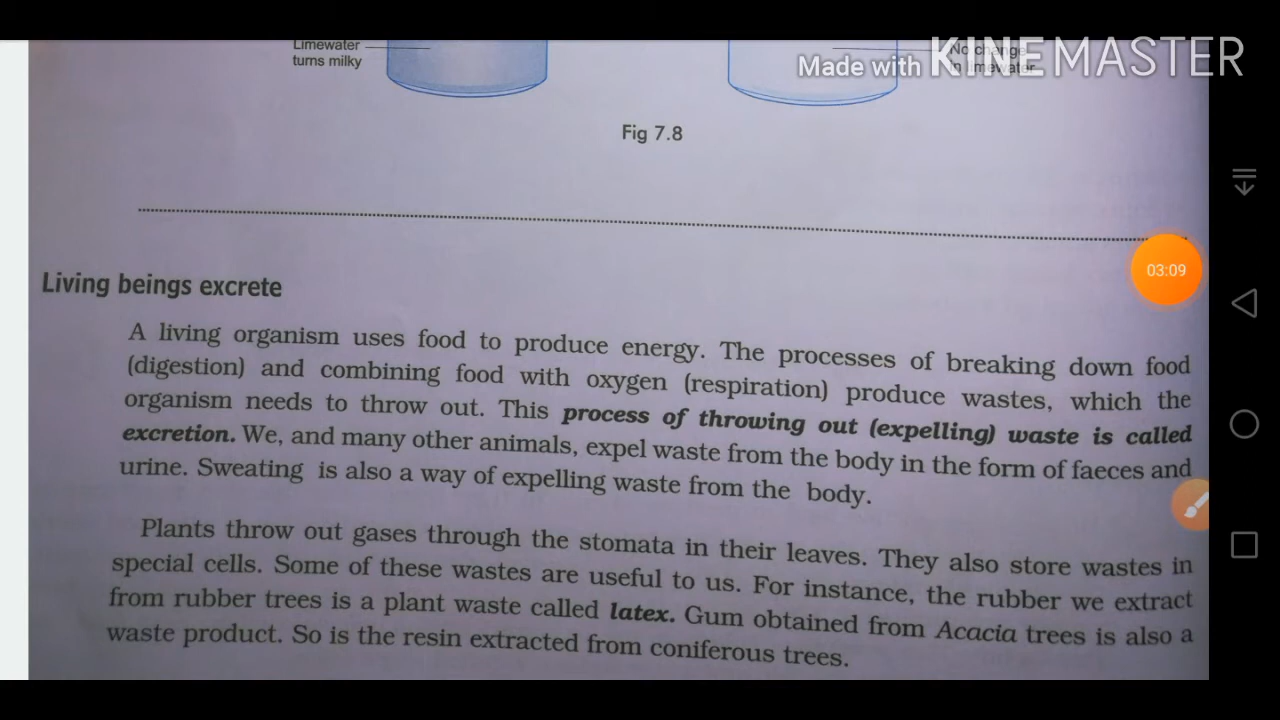 Limewater
turns milky
No change
in limewater
Made with KINEMASTER
Fig 7.8
03:09
Living beings excrete
A living organism uses food to produce energy. The processes of breaking down food
(digestion) and combining food with oxygen (respiration) produce wastes, which the
organism needs to throw out. This process of throwing out (expelling) waste is called
excretion. We, and many other animals, expel waste from the body in the form of faeces and
urine. Sweating is also a way of expelling waste from the body.
Plants throw out gases through the stomata in their leaves. They also store wastes in
special cells. Some of these wastes are useful to us. For instance, the rubber we extract
from rubber trees is a plant waste called latex. Gum obtained from Acacia trees is also a
waste product. So is the resin extracted from coniferous trees.